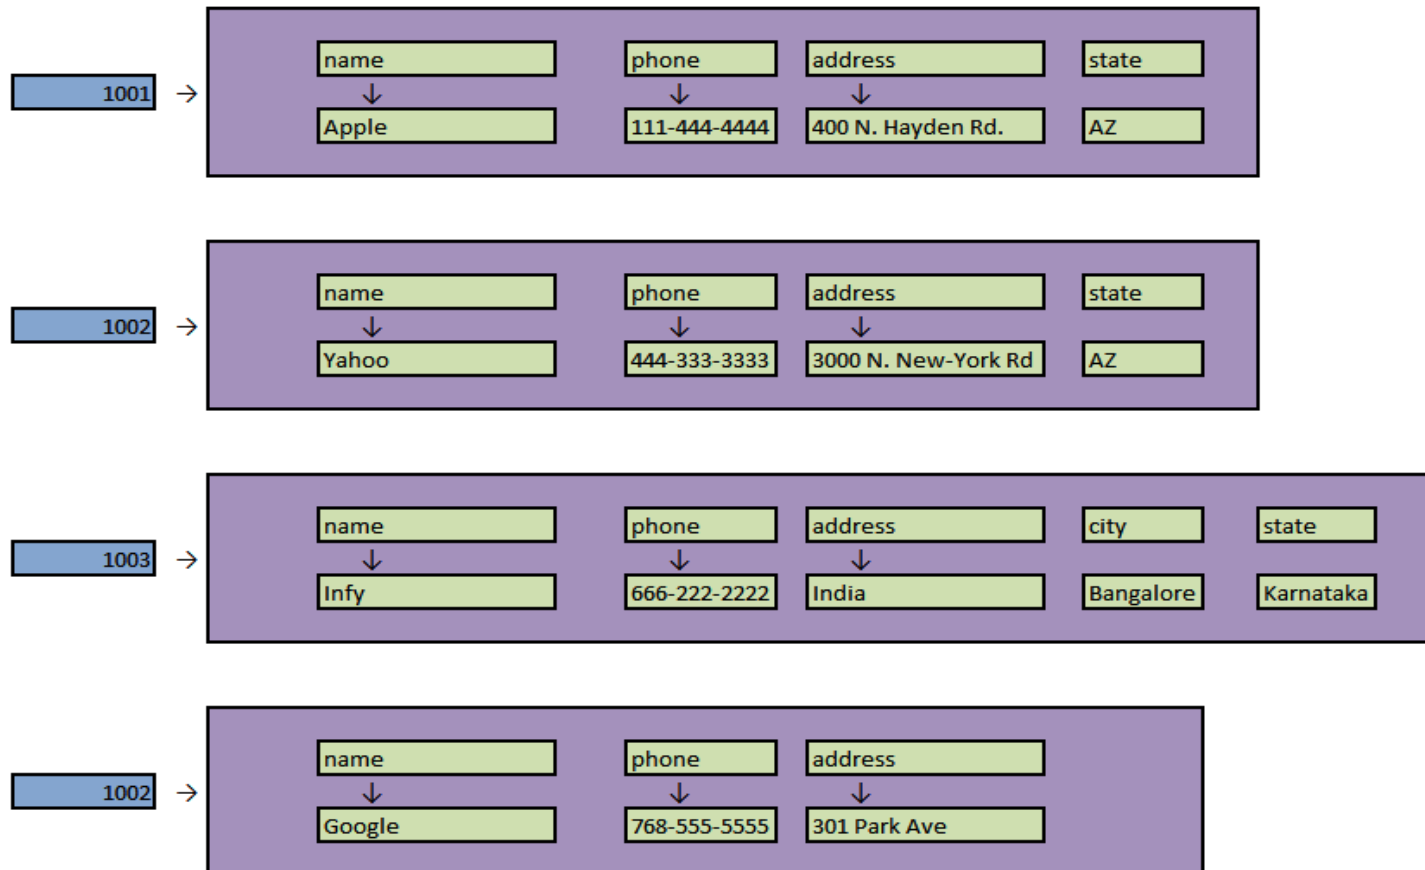 name phone address state
1001 → ↓ ↓ ↓
Apple 111-444-4444 400 N. Hayden Rd. AZ
name phone address state
1002 → ↓ ↓ ↓
Yahoo 444-333-3333 3000 N. New-York Rd AZ
name phone address city state
1003 → ↓ ↓ ↓
Infy 666-222-2222 India Bangalore Karnataka
name phone address
1002 → ↓ ↓ ↓
Google 768-555-5555 301 Park Ave